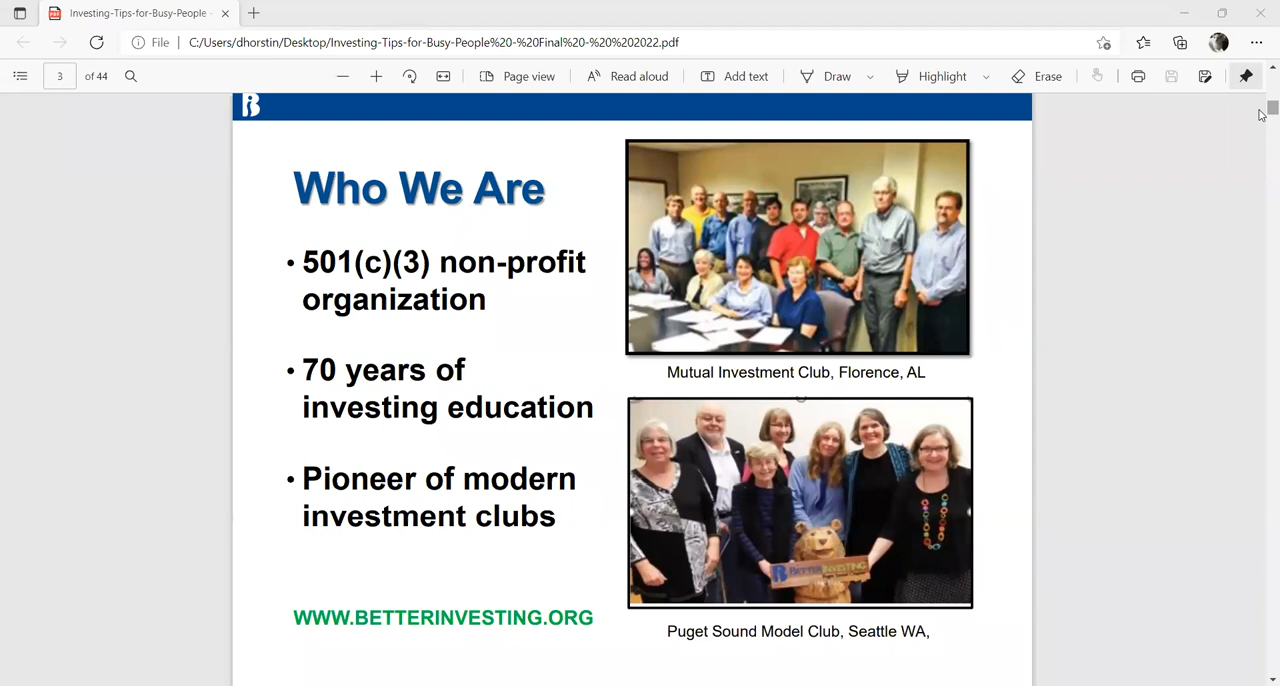 Investing-Tips-for-Busy-People -
File
C:/Users/dhorstin/Desktop/Investing-Tips-for-Busy-People%20-%20Final%20-%20%202022.pdf
3 of 44
Page view
Read aloud
Add text
Draw
Highlight
Erase
Who We Are
• 501(c)(3) non-profit
organization
• 70 years of
investing education
• Pioneer of modern
investment clubs
WWW.BETTERINVESTING.ORG
Mutual Investment Club, Florence, AL
BETTERINVESTING
Puget Sound Model Club, Seattle WA,